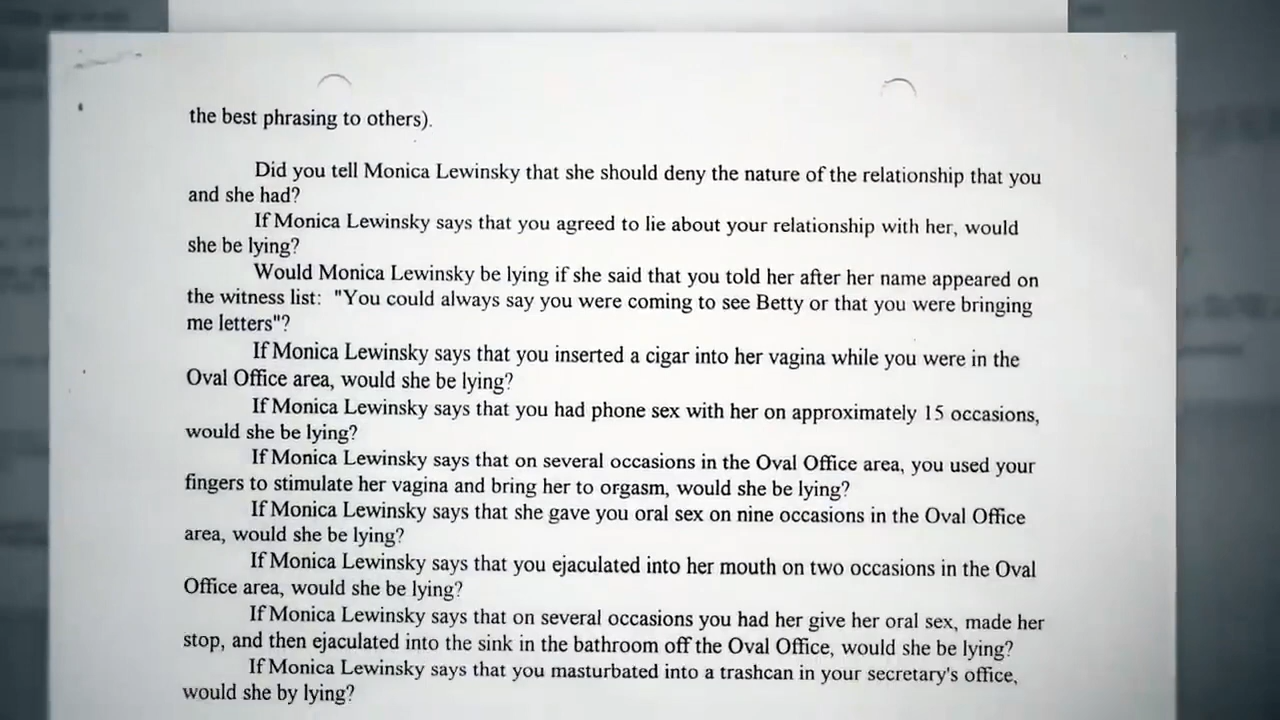 the best phrasing to others).
Did you tell Monica Lewinsky that she should deny the nature of the relationship that you
and she had?
If Monica Lewinsky says that you agreed to lie about your relationship with her, would
she be lying?
Would Monica Lewinsky be lying if she said that you told her after her name appeared on
the witness list: "You could always say you were coming to see Betty or that you were bringing
me letters"?
If Monica Lewinsky says that you inserted a cigar into her vagina while you were in the
Oval Office area, would she be lying?
If Monica Lewinsky says that you had phone sex with her on approximately 15 occasions,
would she be lying?
If Monica Lewinsky says that on several occasions in the Oval Office area, you used your
fingers to stimulate her vagina and bring her to orgasm, would she be lying?
If Monica Lewinsky says that she gave you oral sex on nine occasions in the Oval Office
area, would she be lying?
If Monica Lewinsky says that you ejaculated into her mouth on two occasions in the Oval
Office area, would she be lying?
If Monica Lewinsky says that on several occasions you had her give her oral sex, made her
stop, and then ejaculated into the sink in the bathroom off the Oval Office, would she be lying?
If Monica Lewinsky says that you masturbated into a trashcan in your secretary's office,
would she by lying?